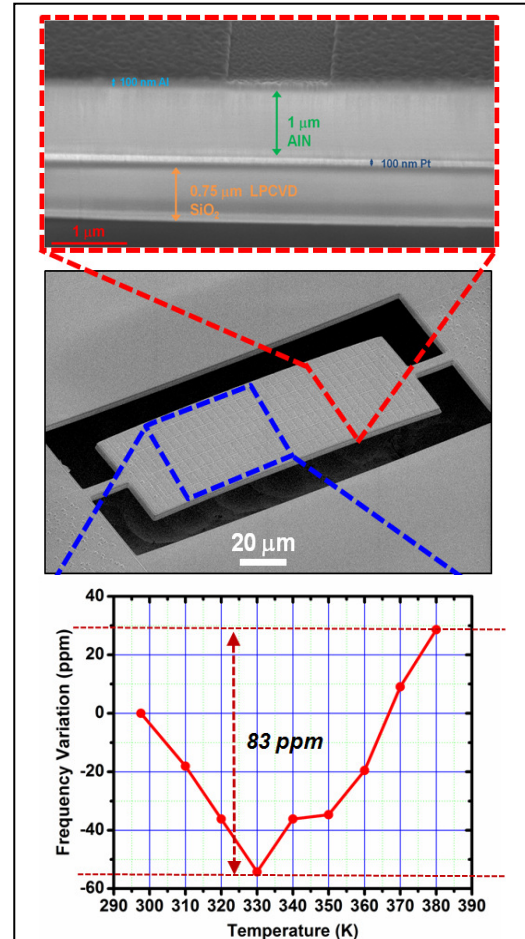 100 nm Al
1 μm
AlN
100 nm Pt
0.75 μm LPCVD
SiO2
1 μm
20 μm
40
20
0
-20
-40
-60
Frequency Variation (ppm)
83 ppm
290 300 310 320 330 340 350 360 370 380 390
Temperature (K)